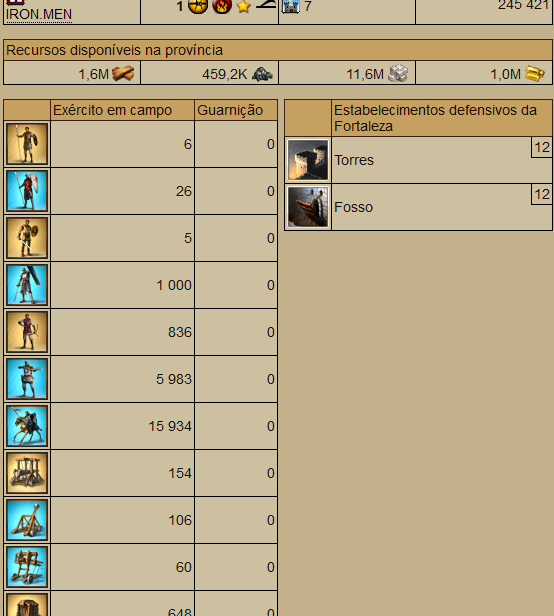 IRON.MEN 1 7 245 421
Recursos disponíveis na província
1,6M 459,2K 11,6M 1,0M
Exército em campo Guarnição
6 0
26 0
5 0
1 000 0
836 0
5 983 0
15 934 0
154 0
106 0
60 0
648 0
Estabelecimentos defensivos da
Fortaleza
Torres 12
Fosso 12